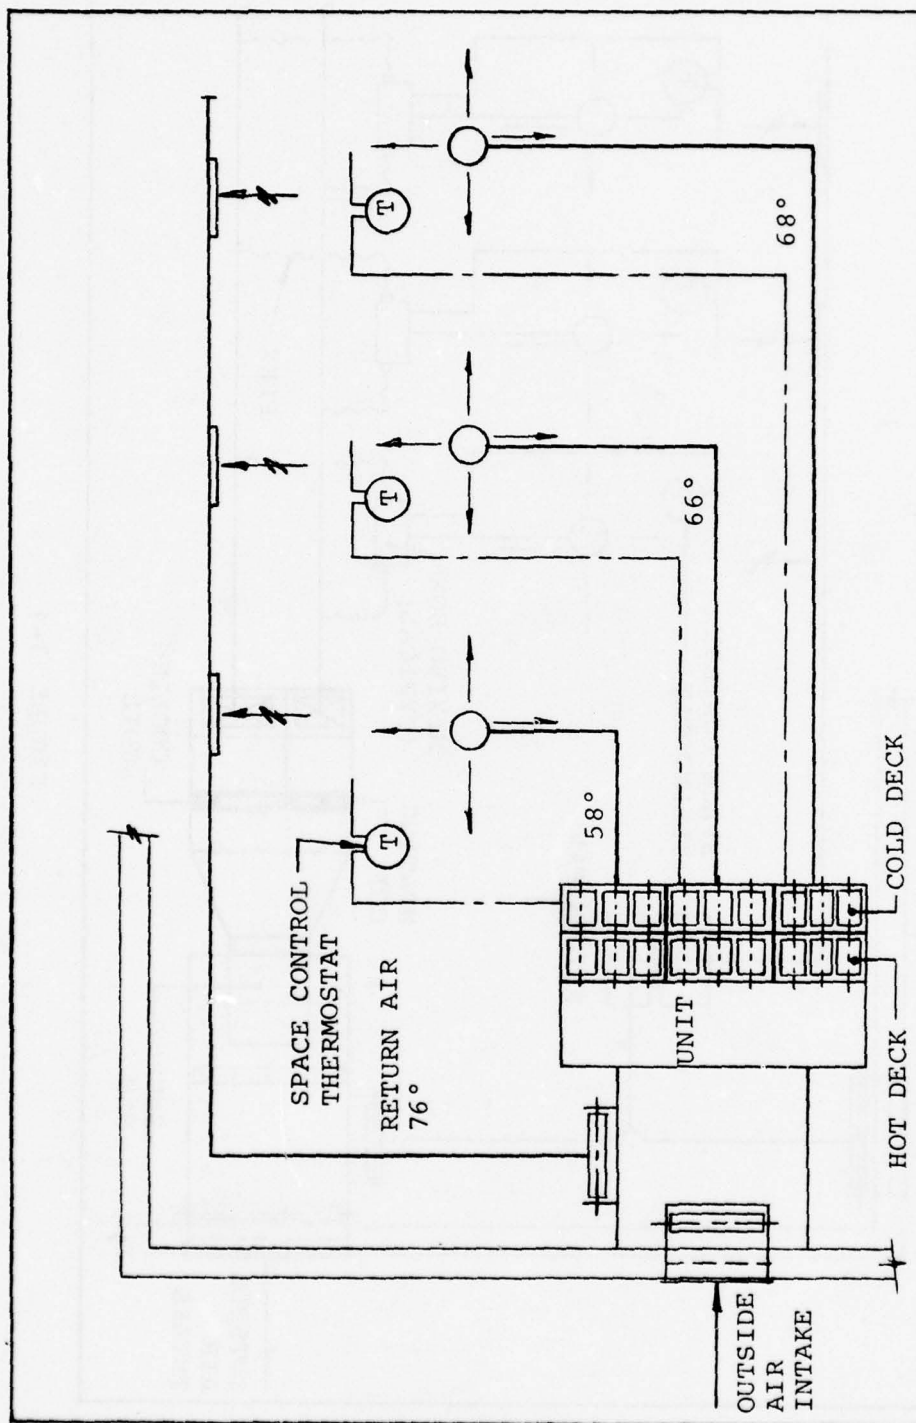 SPACE CONTROL
THERMOSTAT
RETURN AIR
76°
T
T
T
58°
66°
68°
UNIT
OUTSIDE
AIR
INTAKE
HOT DECK
COLD DECK